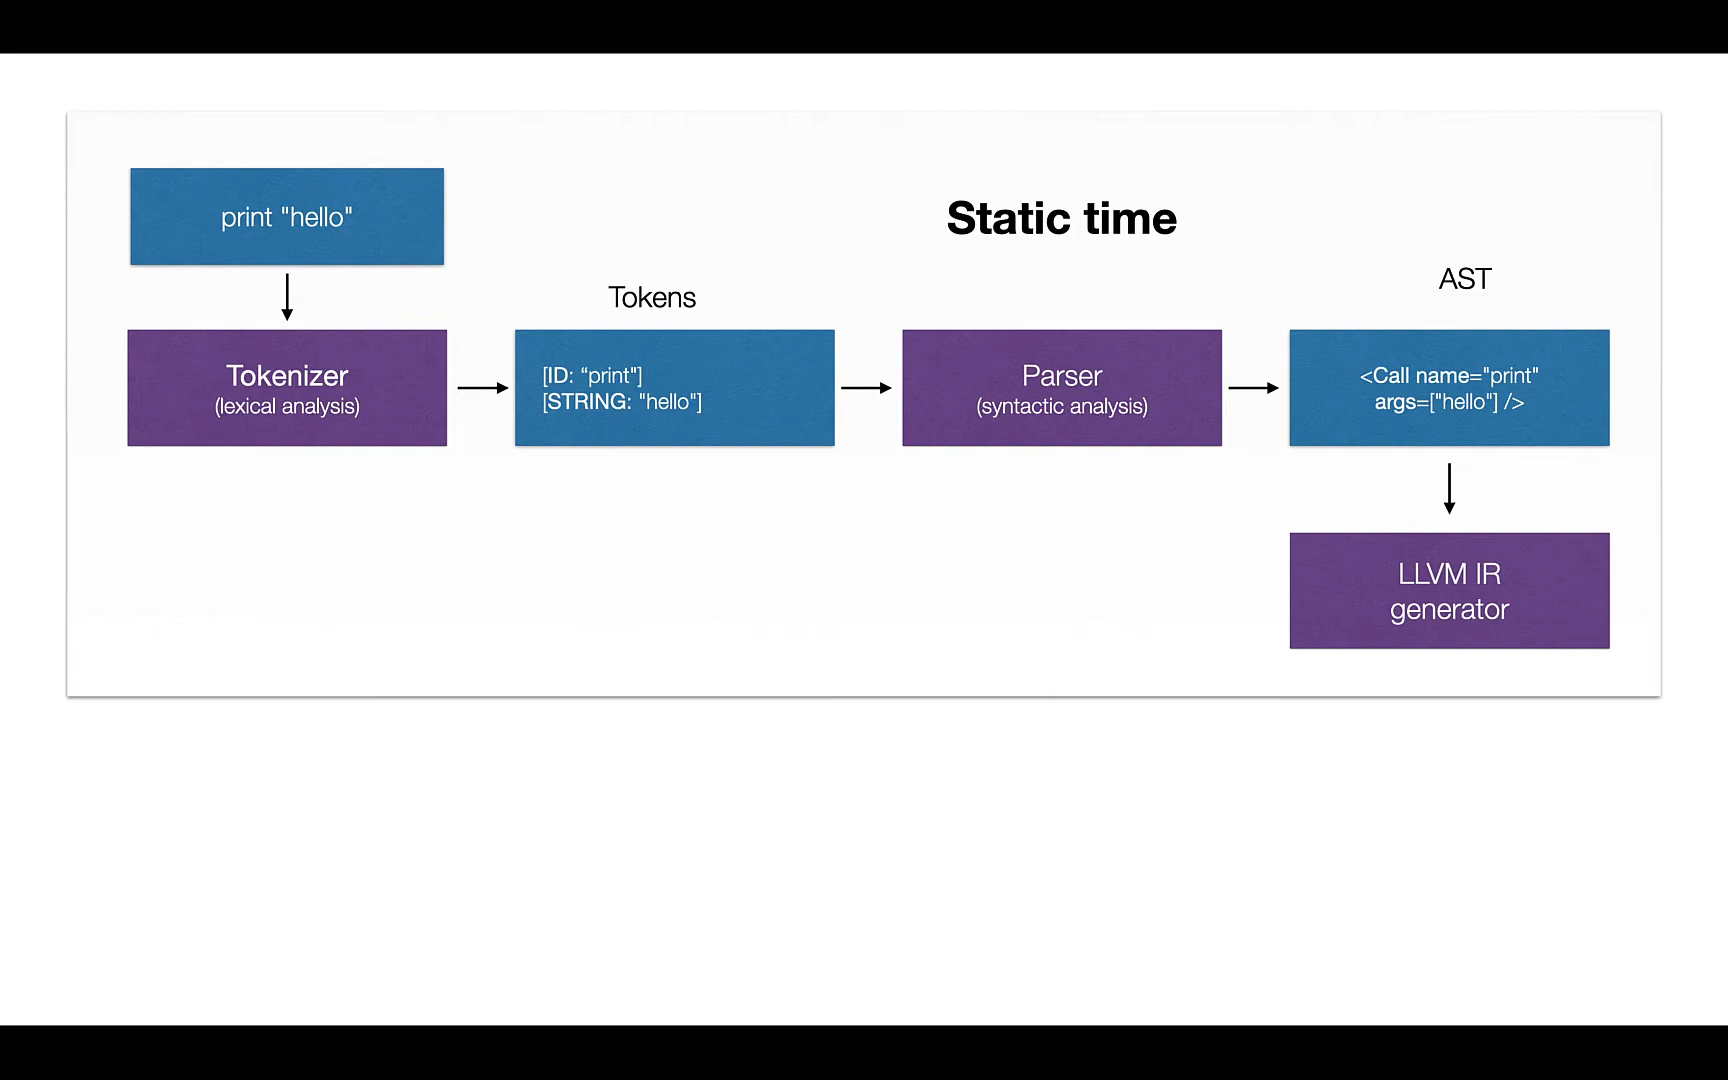 print "hello"
Static time
Tokens
AST
Tokenizer
(lexical analysis)
[ID: “print"]
[STRING: "hello"]
Parser
(syntactic analysis)
<Call name="print"
args=["hello"] />
LLVM IR
generator